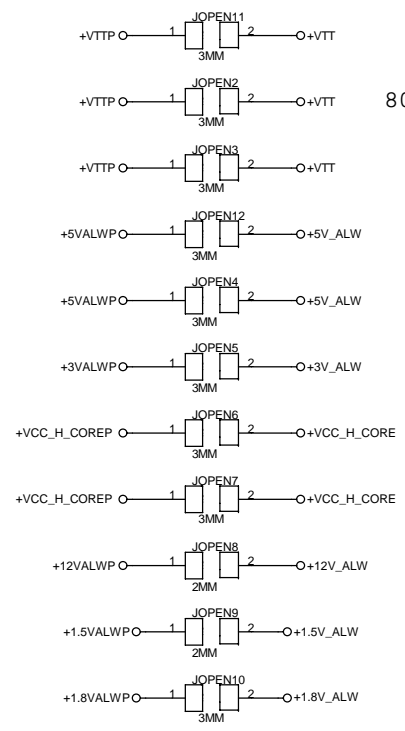 JOPEN11
+VTTP 1 2 +VTT
3MM
JOPEN2
+VTTP 1 2 +VTT 80
3MM
JOPEN3
+VTTP 1 2 +VTT
3MM
JOPEN12
+5VALWP 1 2 +5V_ALW
3MM
JOPEN4
+5VALWP 1 2 +5V_ALW
3MM
JOPEN5
+3VALWP 1 2 +3V_ALW
3MM
JOPEN6
+VCC_H_COREP 1 2 +VCC_H_CORE
3MM
JOPEN7
+VCC_H_COREP 1 2 +VCC_H_CORE
3MM
JOPEN8
+12VALWP 1 2 +12V_ALW
2MM
JOPEN9
+1.5VALWP 1 2 +1.5V_ALW
2MM
JOPEN10
+1.8VALWP 1 2 +1.8V_ALW
3MM